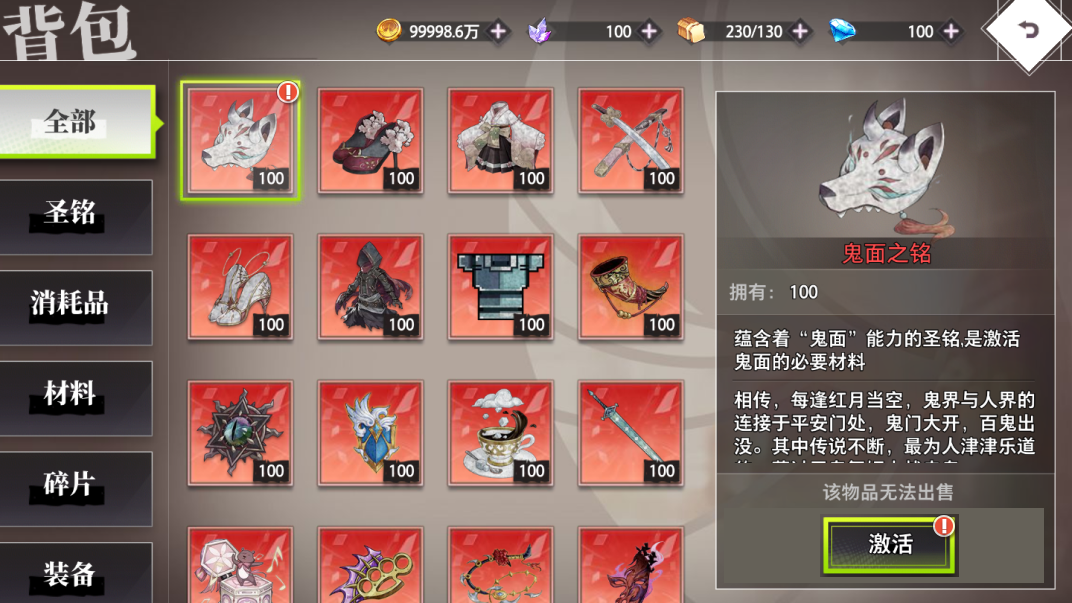 背包
99998.6万
100
230/130
100
全部
圣铭
消耗品
材料
碎片
装备
100
100
100
100
100
100
100
100
100
100
100
100
鬼面之铭
拥有： 100
蕴含着“鬼面”能力的圣铭,是激活
鬼面的必要材料
相传，每逢红月当空，鬼界与人界的
连接于平安门处，鬼门大开，百鬼出
没。其中传说不断，最为人津津乐道
该物品无法出售
激活